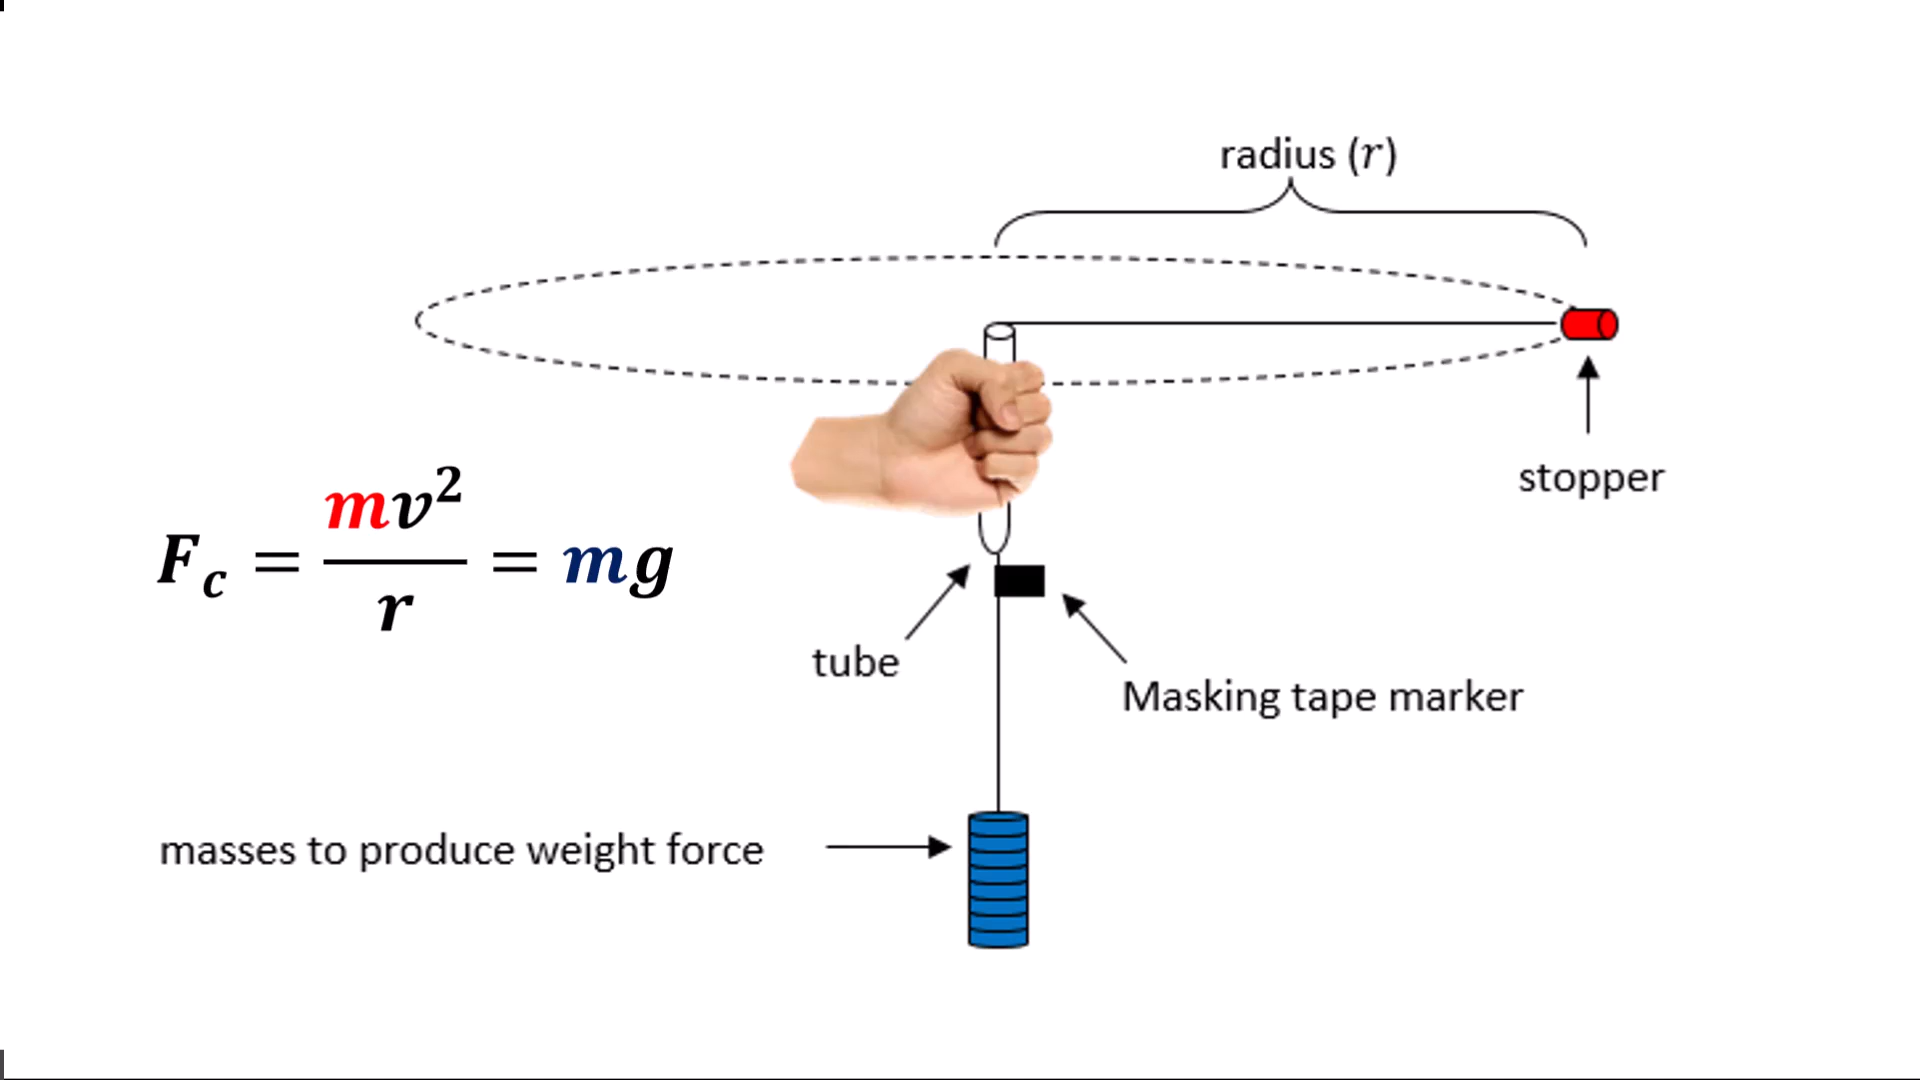 radius (r)
stopper
F_c = mv²/r = mg
tube
Masking tape marker
masses to produce weight force